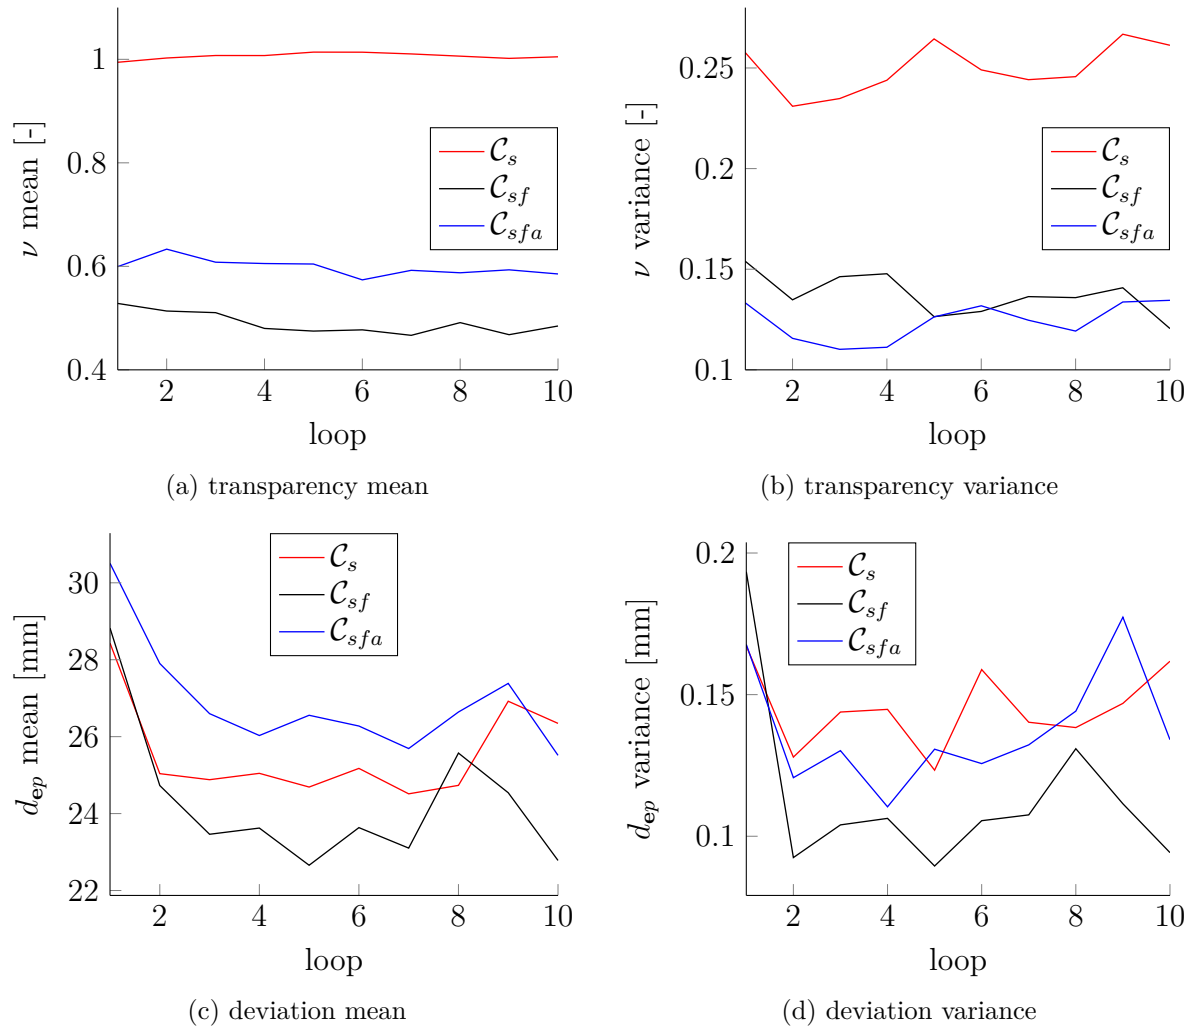 1
0.8
0.6
0.4
2 4 6 8 10
loop
ν mean [-]
𝒞s
𝒞sf
𝒞sfa
(a) transparency mean
0.25
0.2
0.15
0.1
2 4 6 8 10
loop
ν variance [-]
𝒞s
𝒞sf
𝒞sfa
(b) transparency variance
30
28
26
24
22
2 4 6 8 10
loop
dep mean [mm]
𝒞s
𝒞sf
𝒞sfa
(c) deviation mean
0.2
0.15
0.1
2 4 6 8 10
loop
dep variance [mm]
𝒞s
𝒞sf
𝒞sfa
(d) deviation variance